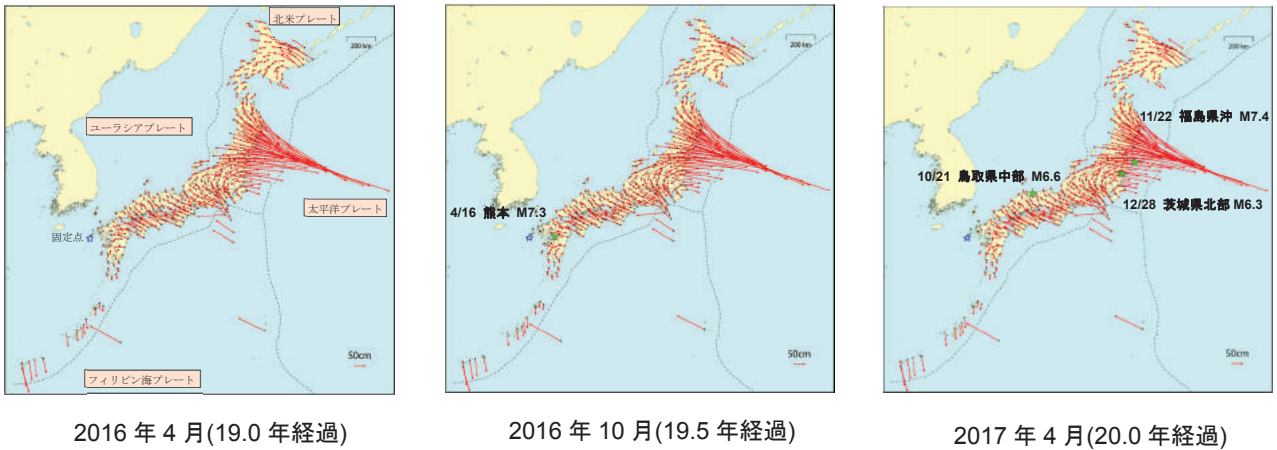 北米プレート
200 km
ユーラシアプレート
太平洋プレート
固定点
50cm
フィリピン海プレート
2016 年 4 月(19.0 年経過)
200 km
4/16 熊本 M7.3
50cm
2016 年 10 月(19.5 年経過)
200 km
11/22 福島県沖 M7.4
10/21 鳥取県中部 M6.6
12/28 茨城県北部 M6.3
50cm
2017 年 4 月(20.0 年経過)